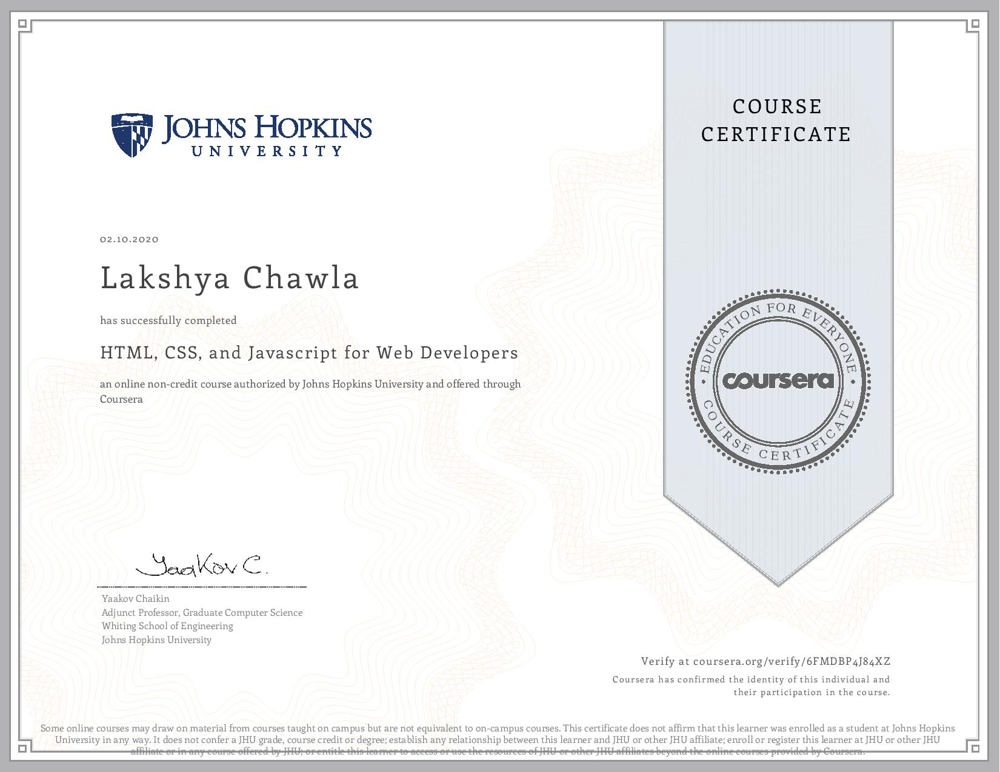 JOHNS HOPKINS
UNIVERSITY
COURSE
CERTIFICATE
02.10.2020
Lakshya Chawla
has successfully completed
HTML, CSS, and Javascript for Web Developers
an online non-credit course authorized by Johns Hopkins University and offered through
Coursera
EDUCATION FOR EVERYONE
coursera
COURSE CERTIFICATE
Yaakov C.
Yaakov Chaikin
Adjunct Professor, Graduate Computer Science
Whiting School of Engineering
Johns Hopkins University
Verify at coursera.org/verify/6FMDBP4J84XZ
Coursera has confirmed the identity of this individual and
their participation in the course.
Some online courses may draw on material from courses taught on campus but are not equivalent to on-campus courses. This certificate does not affirm that this learner was enrolled as a student at Johns Hopkins
University in any way. It does not confer a JHU grade, course credit or degree; establish any relationship between this learner and JHU or other JHU affiliate; enroll or register this learner at JHU or other JHU
affiliate or in any course offered by JHU; or entitle this learner to access or use the resources of JHU or other JHU affiliates beyond the online courses provided by Coursera.